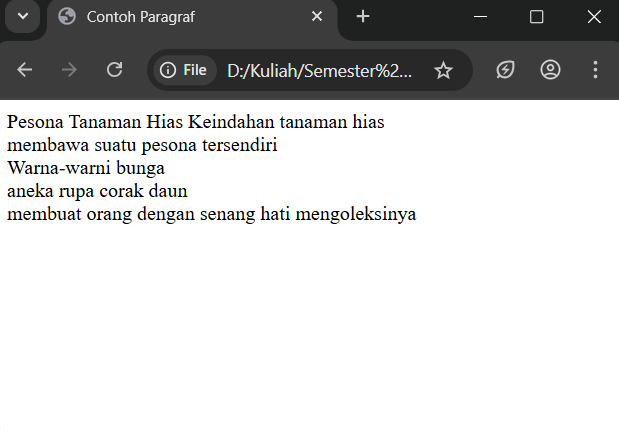 Contoh Paragraf
File D:/Kuliah/Semester%2...
Pesona Tanaman Hias Keindahan tanaman hias
membawa suatu pesona tersendiri
Warna-warni bunga
aneka rupa corak daun
membuat orang dengan senang hati mengoleksinya